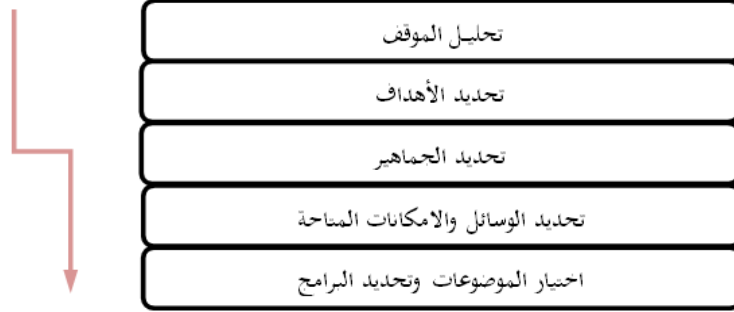 تحليل الموقف
تحديد الأهداف
تحديد الجماهير
تحديد الوسائل والامكانات المتاحة
اختيار الموضوعات وتحديد البرامج